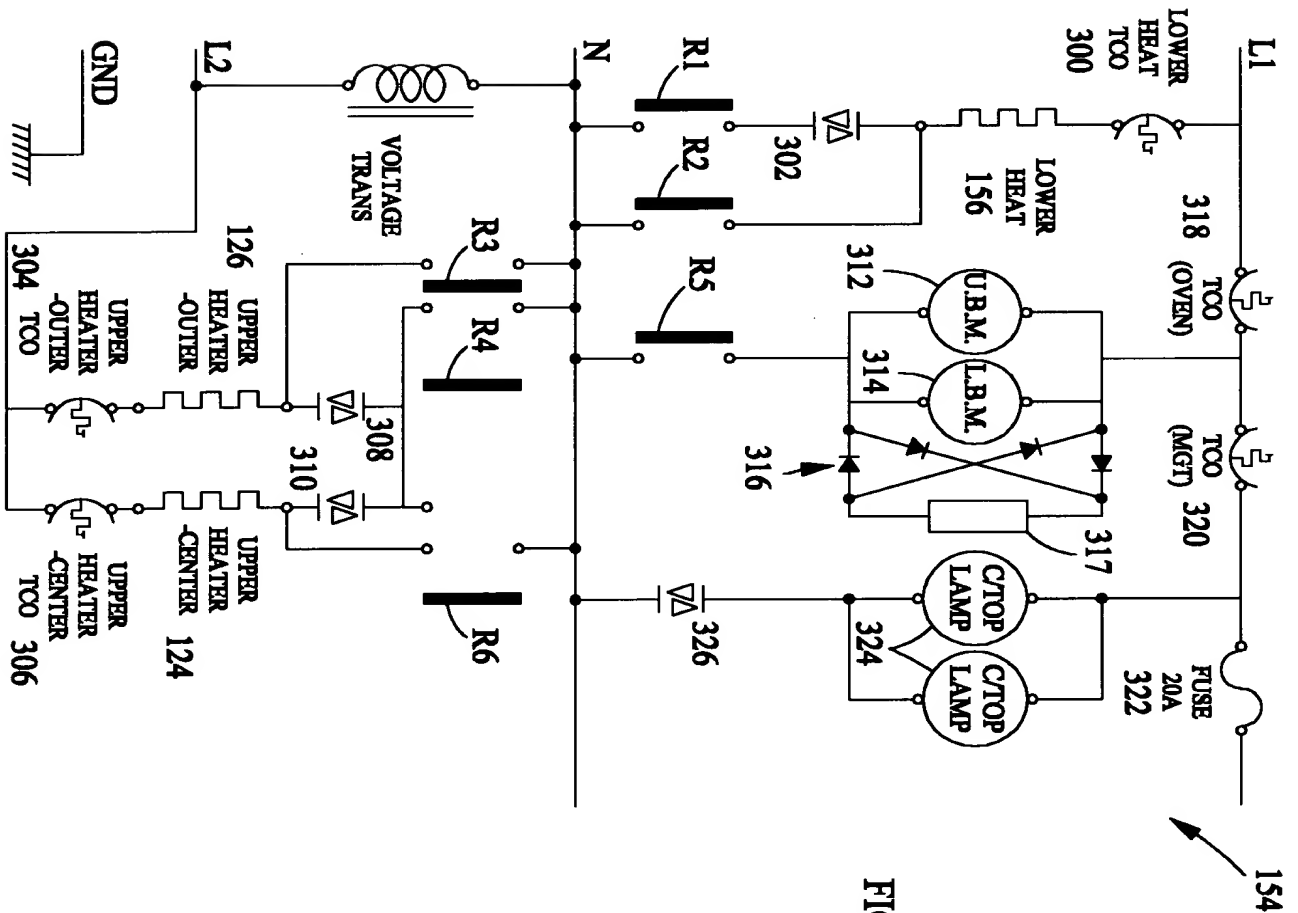 154
L1
LOWER
HEAT
TCO
300
LOWER
HEAT
156
318
TCO
(OVEN)
TCO
(MGT)
320
FUSE
20A
322
R1
302
R2
R5
312
U.B.M.
314
L.B.M.
316
317
C/TOP
LAMP
C/TOP
LAMP
324
326
N
VOLTAGE
TRANS
R3
R4
R6
L2
GND
126
UPPER
HEATER
-OUTER
308
310
UPPER
HEATER
-CENTER
124
UPPER
HEATER
-OUTER
304 TCO
UPPER
HEATER
-CENTER
TCO 306